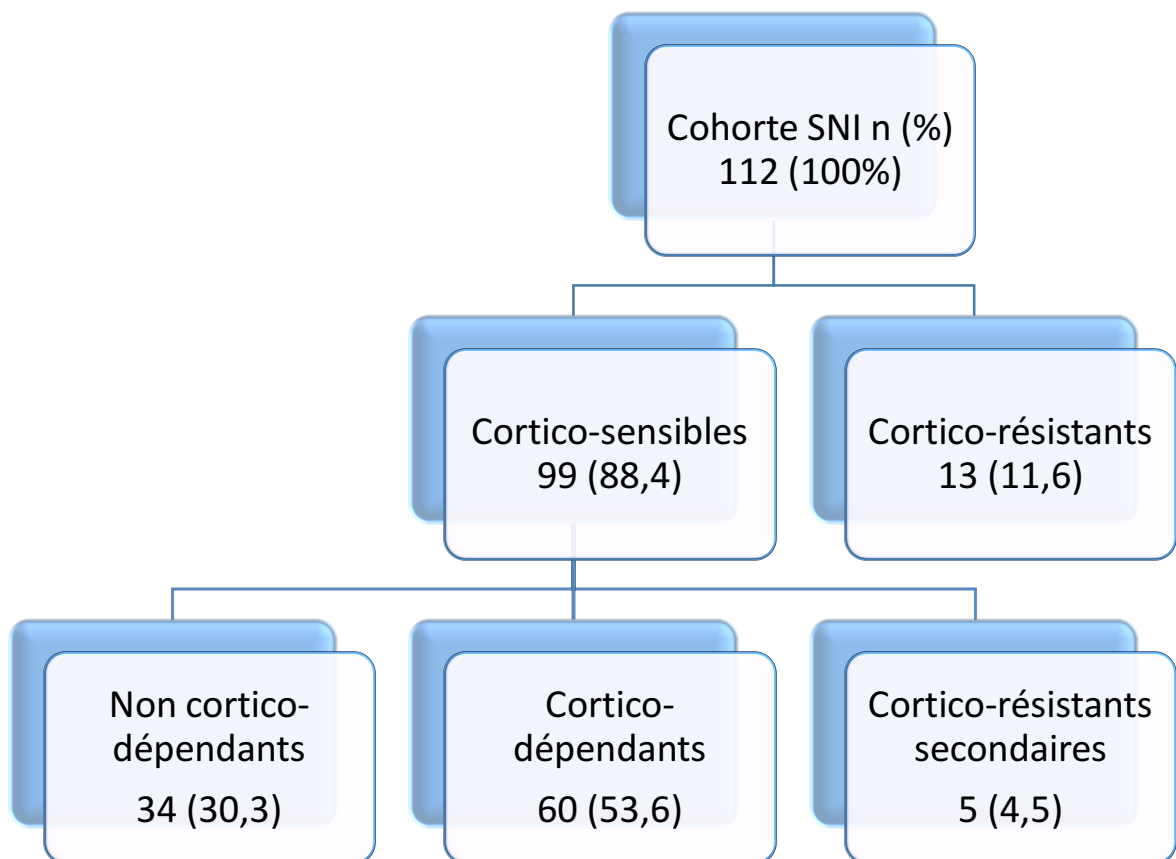 Cohorte SNI n (%)
112 (100%)
Cortico-sensibles
99 (88,4)
Cortico-résistants
13 (11,6)
Non cortico-
dépendants
34 (30,3)
Cortico-
dépendants
60 (53,6)
Cortico-résistants
secondaires
5 (4,5)